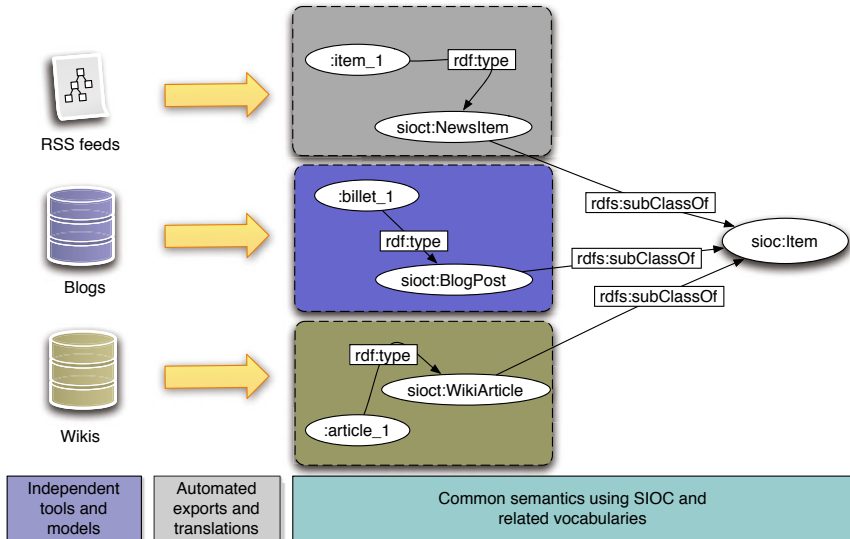 :item_1
rdf:type
sioct:NewsItem
RSS feeds
:billet_1
rdf:type
sioct:BlogPost
Blogs
rdfs:subClassOf
rdfs:subClassOf
rdfs:subClassOf
sioc:Item
rdf:type
sioct:WikiArticle
:article_1
Wikis
Independent
tools and
models
Automated
exports and
translations
Common semantics using SIOC and
related vocabularies